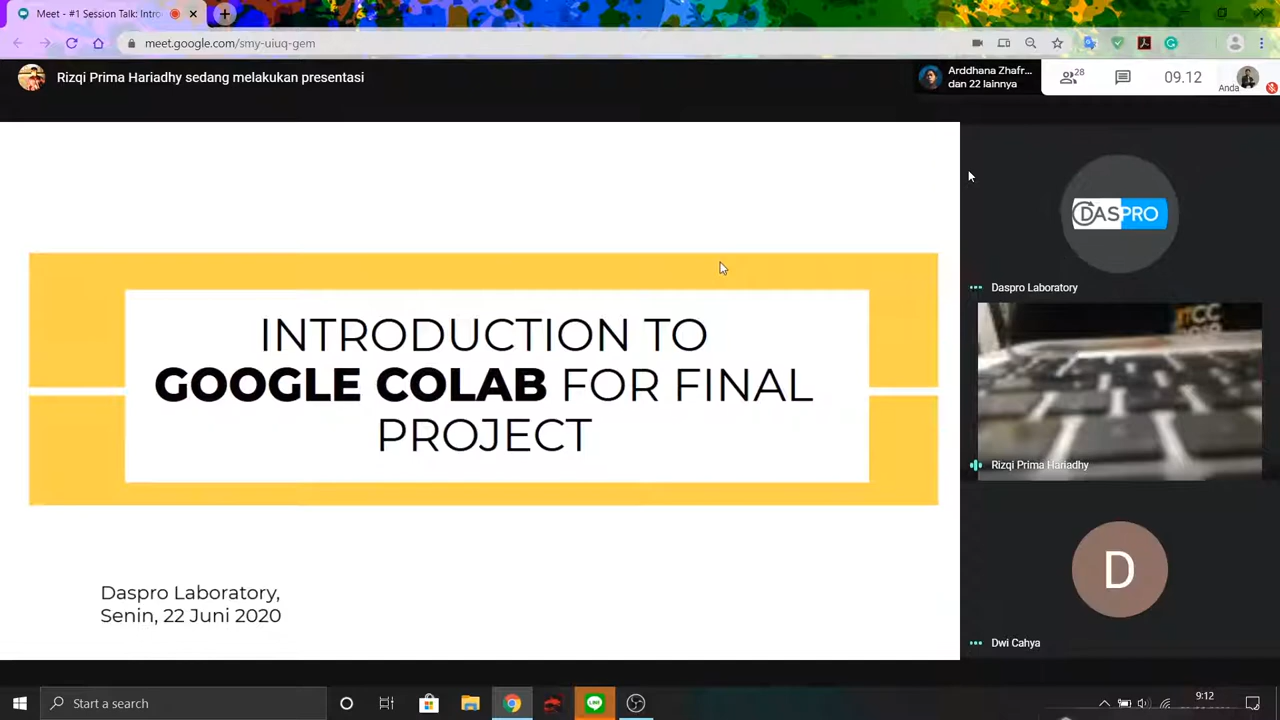 Meet - #1 Session Talk: Intro
meet.google.com/smy-uiuq-gem
Rizqi Prima Hariadhy sedang melakukan presentasi
Arddhana Zhafr...
dan 22 lainnya
28
09.12
Anda
INTRODUCTION TO
GOOGLE COLAB FOR FINAL
PROJECT
Daspro Laboratory,
Senin, 22 Juni 2020
DASPRO
Daspro Laboratory
Rizqi Prima Hariadhy
D
Dwi Cahya
Start a search
9:12